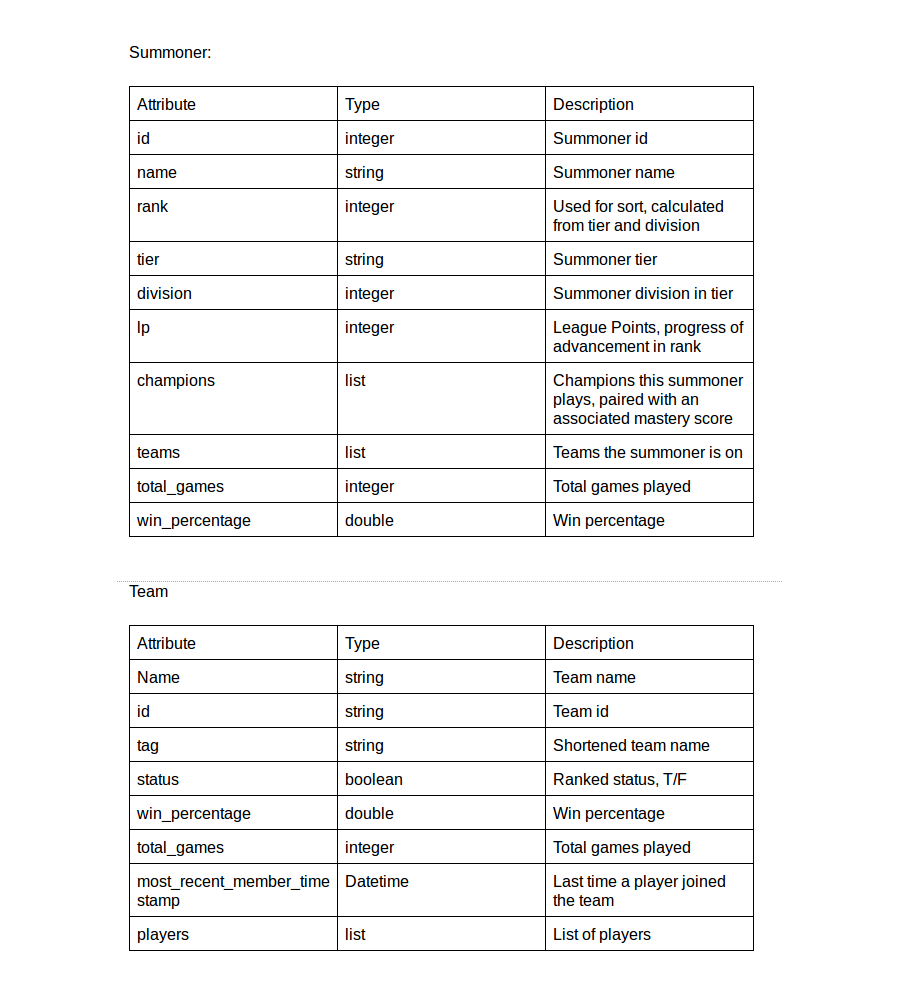 Summoner:
Attribute Type Description
id integer Summoner id
name string Summoner name
rank integer Used for sort, calculated
from tier and division
tier string Summoner tier
division integer Summoner division in tier
lp integer League Points, progress of
advancement in rank
champions list Champions this summoner
plays, paired with an
associated mastery score
teams list Teams the summoner is on
total_games integer Total games played
win_percentage double Win percentage
Team
Attribute Type Description
Name string Team name
id string Team id
tag string Shortened team name
status boolean Ranked status, T/F
win_percentage double Win percentage
total_games integer Total games played
most_recent_member_time Datetime Last time a player joined
stamp the team
players list List of players